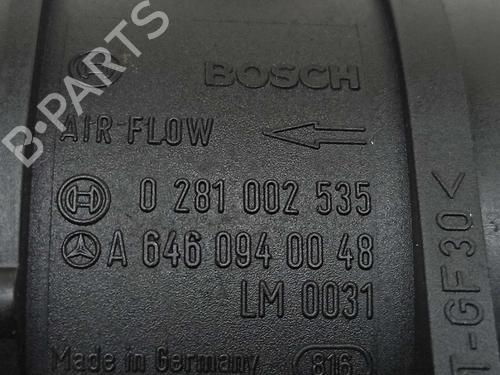 BOSCH
AIR FLOW
0 281 002 535
A 646 094 00 48
LM 0031
Made in Germany 816
T-GF30<
B-PARTS